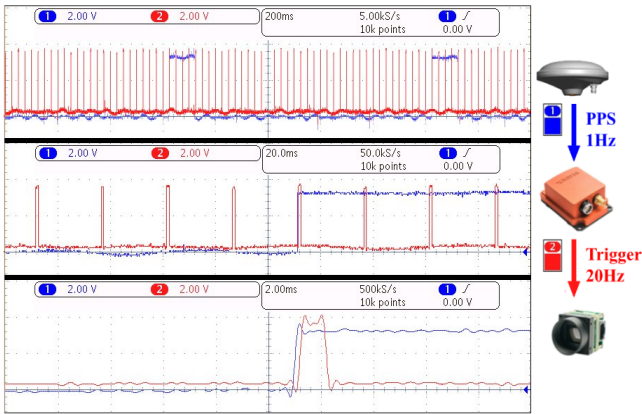 1 2.00 V 2 2.00 V 200ms 5.00kS/s 1
10k points 0.00 V
1 2.00 V 2 2.00 V 20.0ms 50.0kS/s 1
10k points 0.00 V
1 2.00 V 2 2.00 V 2.00ms 500kS/s 1
10k points 0.00 V
1
PPS
1Hz
2
Trigger
20Hz